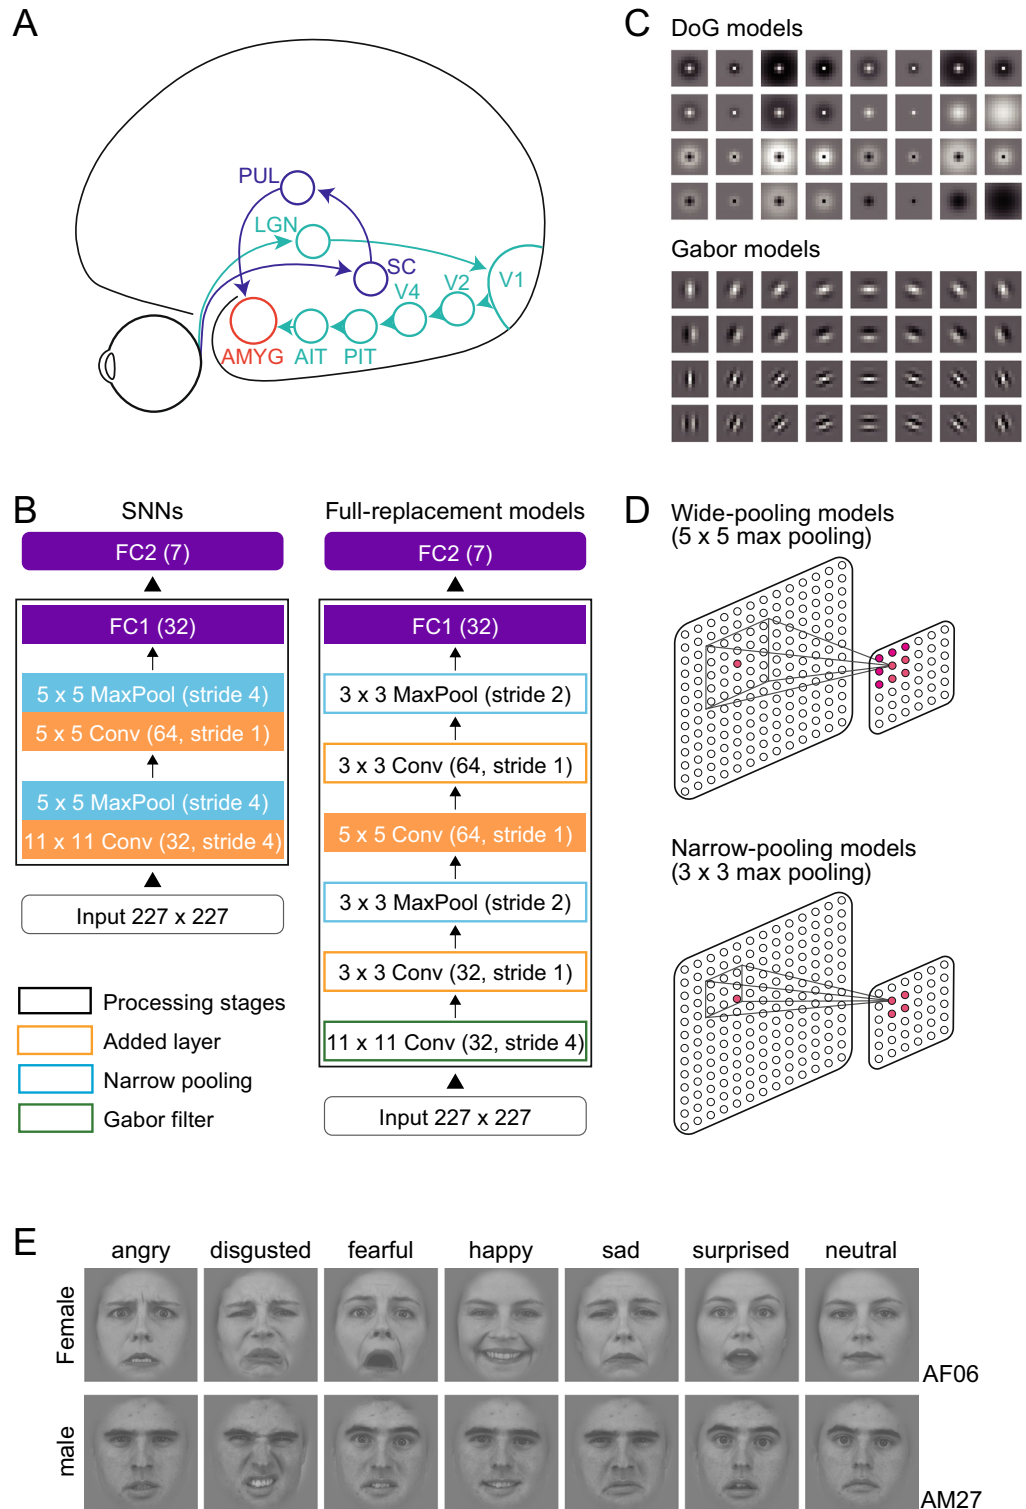 A
PUL
LGN
SC
V1
V2
V4
AMYG
AIT
PIT
C
DoG models
Gabor models
B
SNNs
FC2 (7)
FC1 (32)
5 x 5 MaxPool (stride 4)
5 x 5 Conv (64, stride 1)
5 x 5 MaxPool (stride 4)
11 x 11 Conv (32, stride 4)
Input 227 x 227
Processing stages
Added layer
Narrow pooling
Gabor filter
Full-replacement models
FC2 (7)
FC1 (32)
3 x 3 MaxPool (stride 2)
3 x 3 Conv (64, stride 1)
5 x 5 Conv (64, stride 1)
3 x 3 MaxPool (stride 2)
3 x 3 Conv (32, stride 1)
11 x 11 Conv (32, stride 4)
Input 227 x 227
D
Wide-pooling models
(5 x 5 max pooling)
Narrow-pooling models
(3 x 3 max pooling)
E
angry disgusted fearful happy sad surprised neutral
Female
AF06
male
AM27